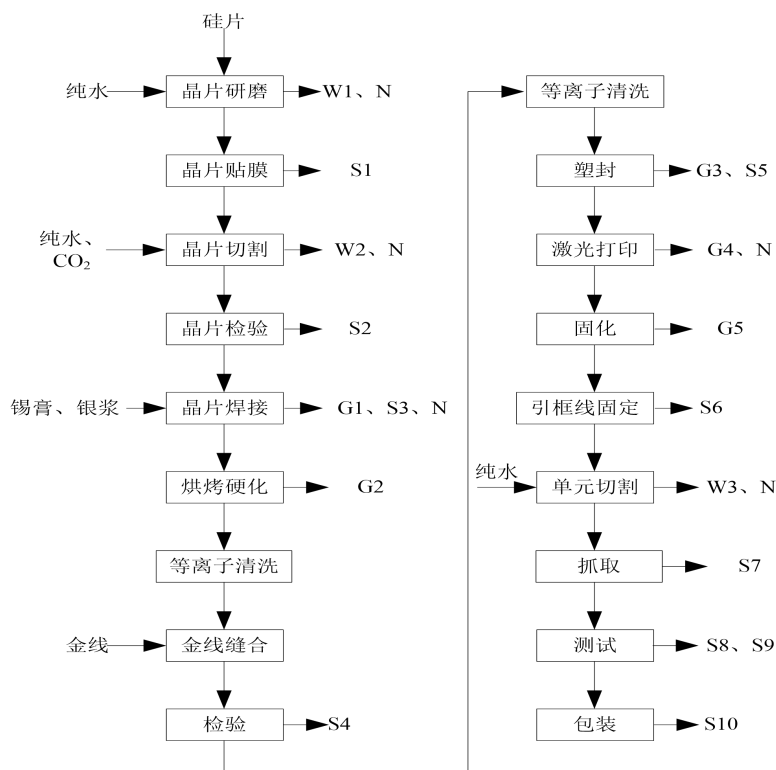 硅片
纯水
晶片研磨
W1、N
晶片贴膜
S1
纯水、
CO₂
晶片切割
W2、N
晶片检验
S2
锡膏、银浆
晶片焊接
G1、S3、N
烘烤硬化
G2
等离子清洗
金线
金线缝合
检验
S4
等离子清洗
塑封
G3、S5
激光打印
G4、N
固化
G5
引框线固定
S6
纯水
单元切割
W3、N
抓取
S7
测试
S8、S9
包装
S10